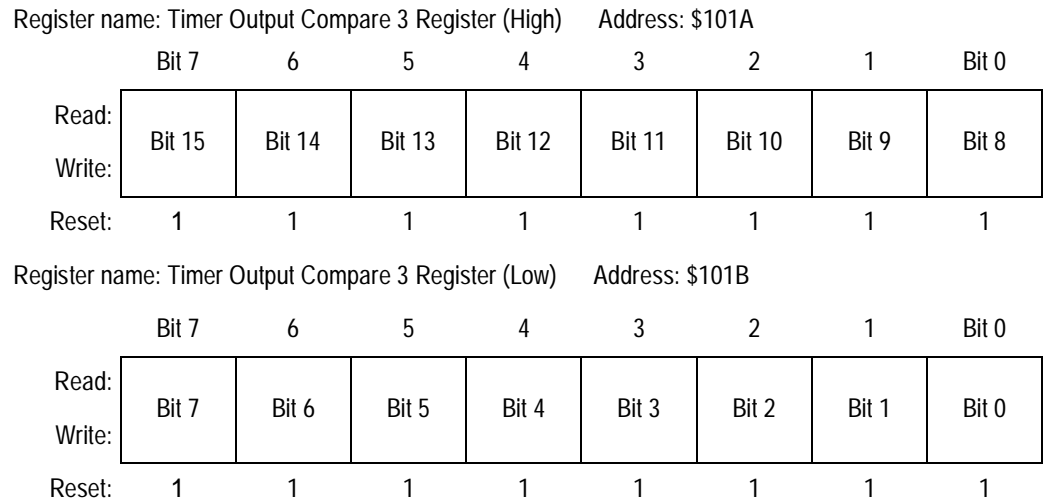 Register name: Timer Output Compare 3 Register (High) Address: $101A
Bit 7 6 5 4 3 2 1 Bit 0
Read:
Bit 15 Bit 14 Bit 13 Bit 12 Bit 11 Bit 10 Bit 9 Bit 8
Write:
Reset: 1 1 1 1 1 1 1 1
Register name: Timer Output Compare 3 Register (Low) Address: $101B
Bit 7 6 5 4 3 2 1 Bit 0
Read:
Bit 7 Bit 6 Bit 5 Bit 4 Bit 3 Bit 2 Bit 1 Bit 0
Write:
Reset: 1 1 1 1 1 1 1 1